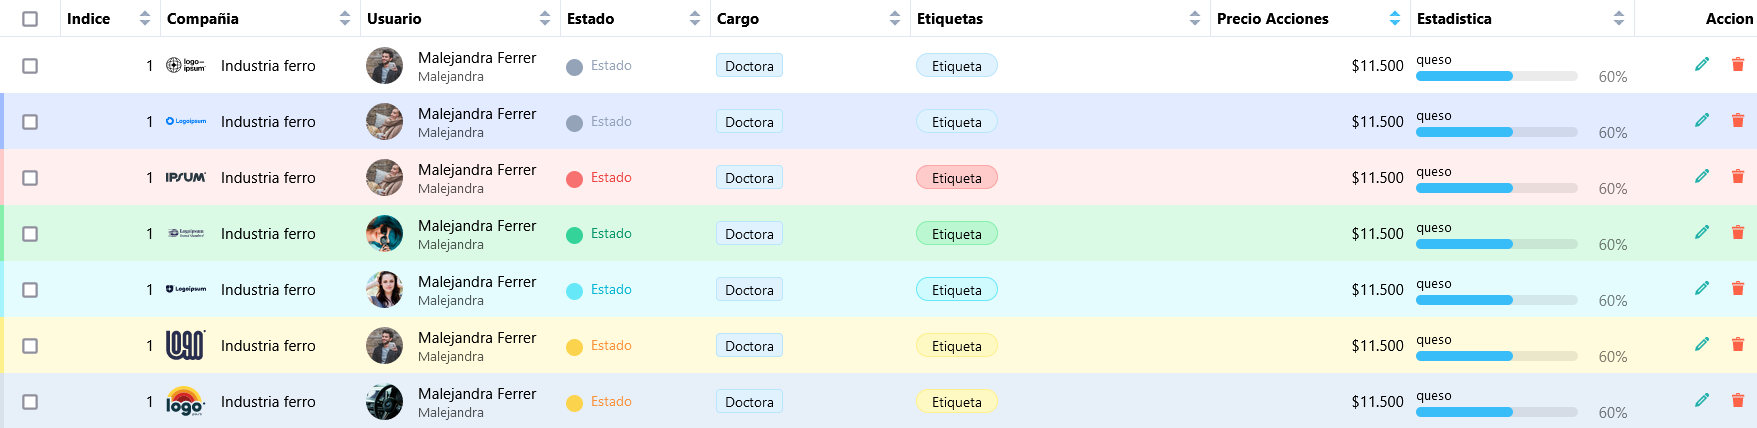 Indice Compañia Usuario Estado Cargo Etiquetas Precio Acciones Estadistica Accion
1 logo ipsum Industria ferro Malejandra Ferrer Malejandra Estado Doctora Etiqueta $11.500 queso 60%
1 Logoipsum Industria ferro Malejandra Ferrer Malejandra Estado Doctora Etiqueta $11.500 queso 60%
1 IPSUM Industria ferro Malejandra Ferrer Malejandra Estado Doctora Etiqueta $11.500 queso 60%
1 Logoipsum Industria ferro Malejandra Ferrer Malejandra Estado Doctora Etiqueta $11.500 queso 60%
1 Logoipsum Industria ferro Malejandra Ferrer Malejandra Estado Doctora Etiqueta $11.500 queso 60%
1 LOGO Industria ferro Malejandra Ferrer Malejandra Estado Doctora Etiqueta $11.500 queso 60%
1 logo Industria ferro Malejandra Ferrer Malejandra Estado Doctora Etiqueta $11.500 queso 60%